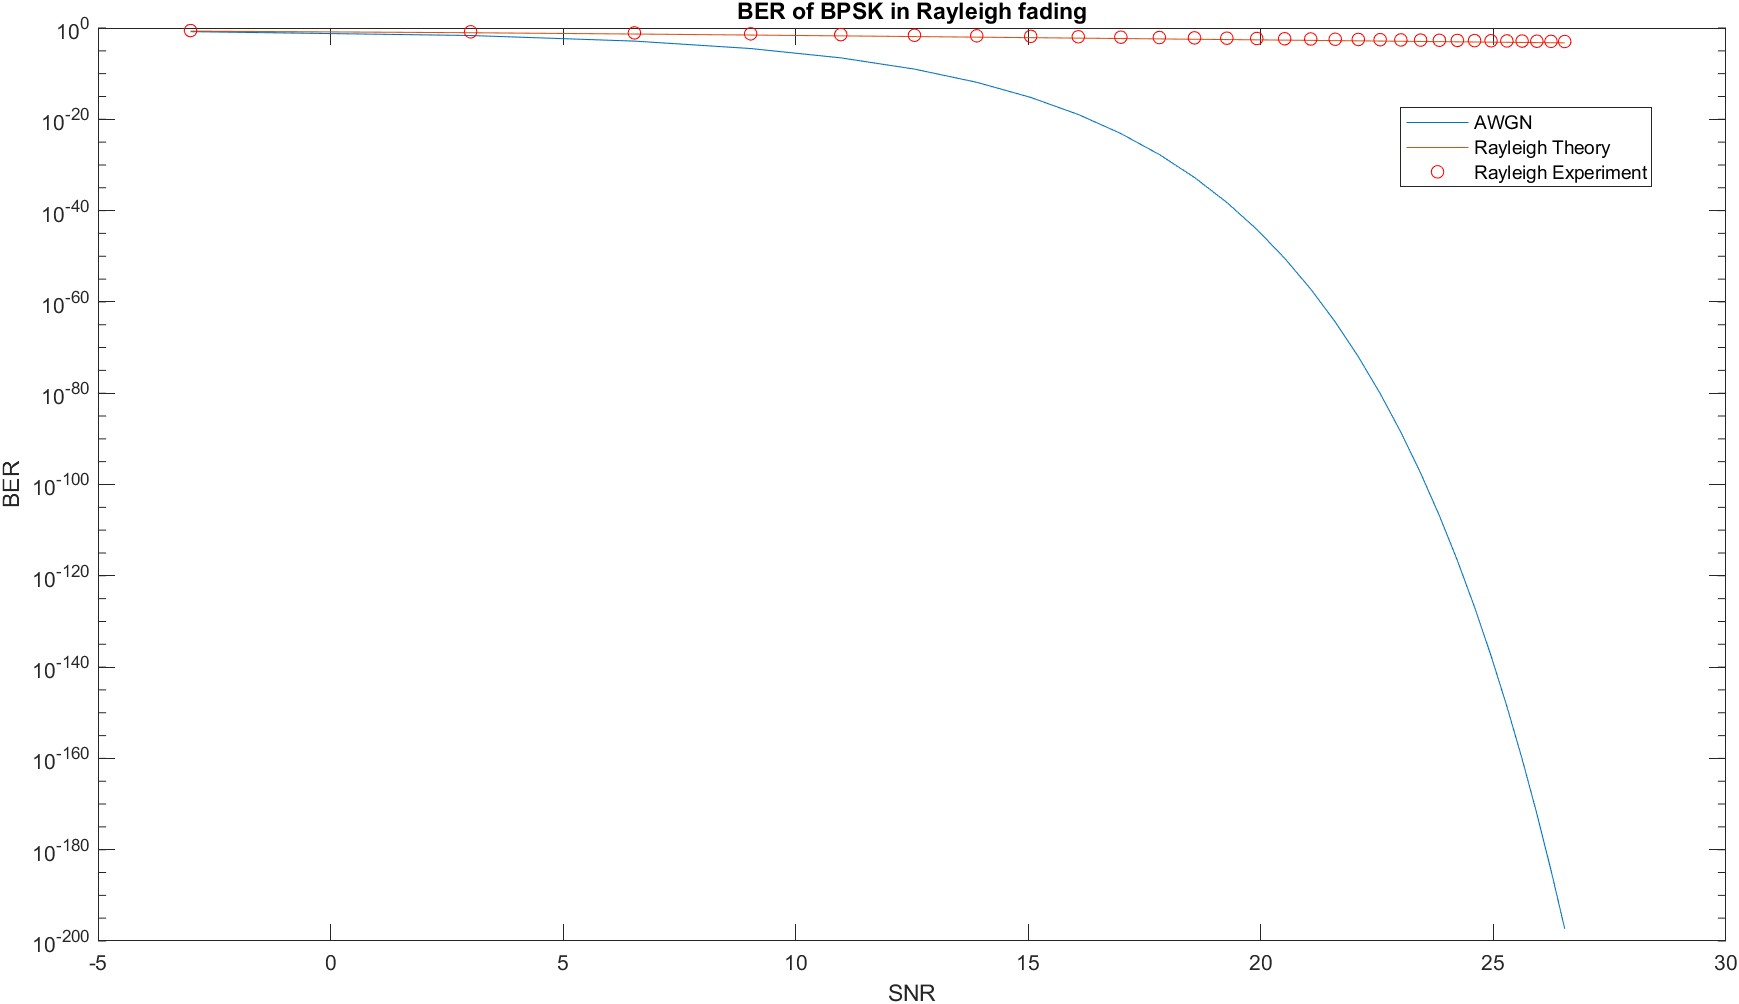 BER of BPSK in Rayleigh fading
10^0
10^-20
10^-40
10^-60
10^-80
10^-100
10^-120
10^-140
10^-160
10^-180
10^-200
BER
AWGN
Rayleigh Theory
Rayleigh Experiment
-5 0 5 10 15 20 25 30
SNR